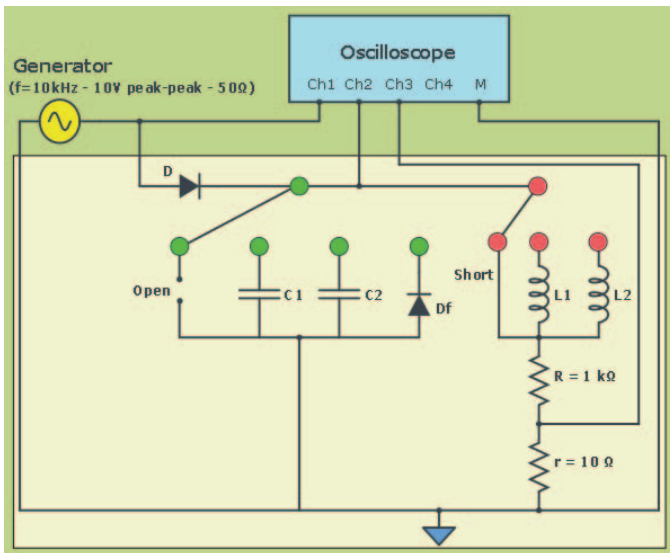 Oscilloscope
Generator
(f=10kHz - 10V peak-peak - 50Ω)
Ch1 Ch2 Ch3 Ch4 M
D
Open
C1
C2
Df
Short
L1
L2
R = 1 kΩ
r = 10 Ω